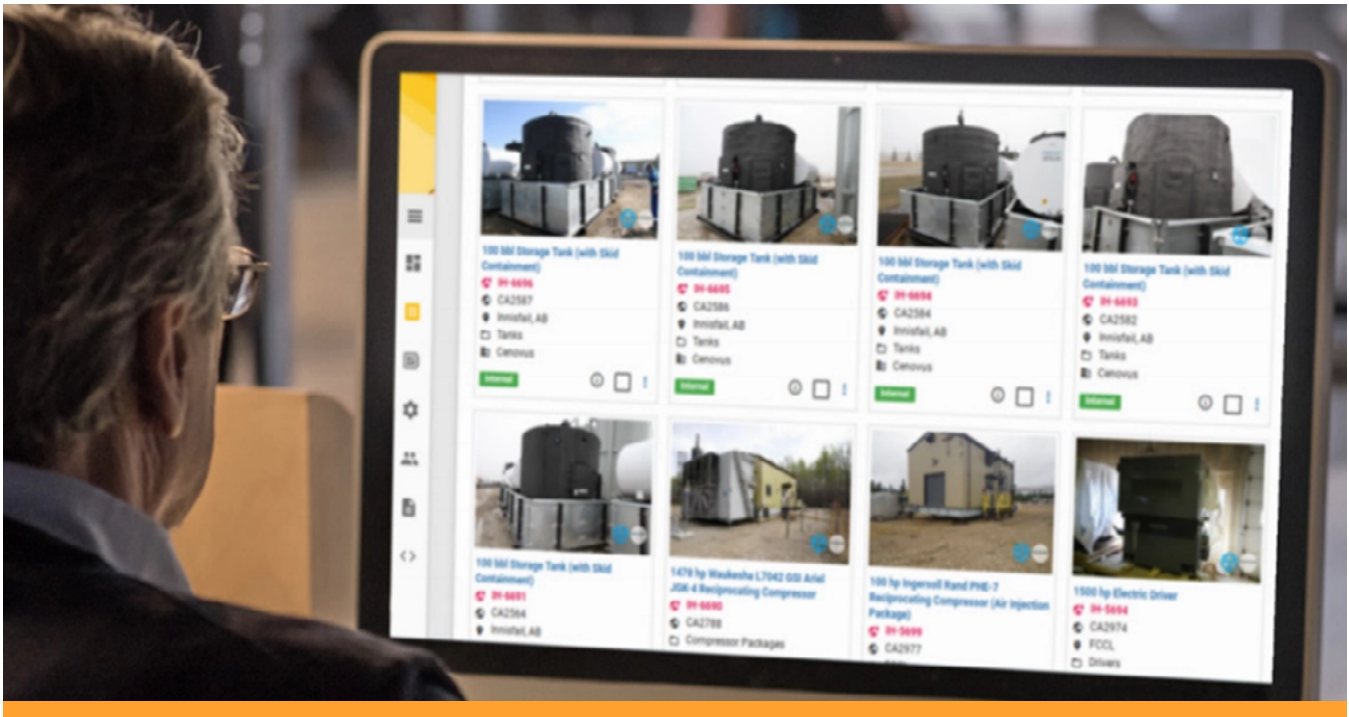 100 bbl Storage Tank (with Skid
Containment)
IH-6696
CA2587
Innisfail, AB
Tanks
Cenovus
Internal
100 bbl Storage Tank (with Skid
Containment)
IH-6695
CA2586
Innisfail, AB
Tanks
Cenovus
Internal
100 bbl Storage Tank (with Skid
Containment)
IH-6694
CA2584
Innisfail, AB
Tanks
Cenovus
Internal
100 bbl Storage Tank (with Skid
Containment)
IH-6693
CA2582
Innisfail, AB
Tanks
Cenovus
Internal
100 bbl Storage Tank (with Skid
Containment)
IH-6691
CA2564
Innisfail, AB
1478 hp Waukesha L7042 GSI Ariel
JGK-4 Reciprocating Compressor
IH-6690
CA2788
Compressor Packages
100 hp Ingersoll Rand PHE-7
Reciprocating Compressor (Air Injection
Package)
IH-5699
CA2977
1500 hp Electric Driver
IH-5694
CA2974
FCCL
Drivers